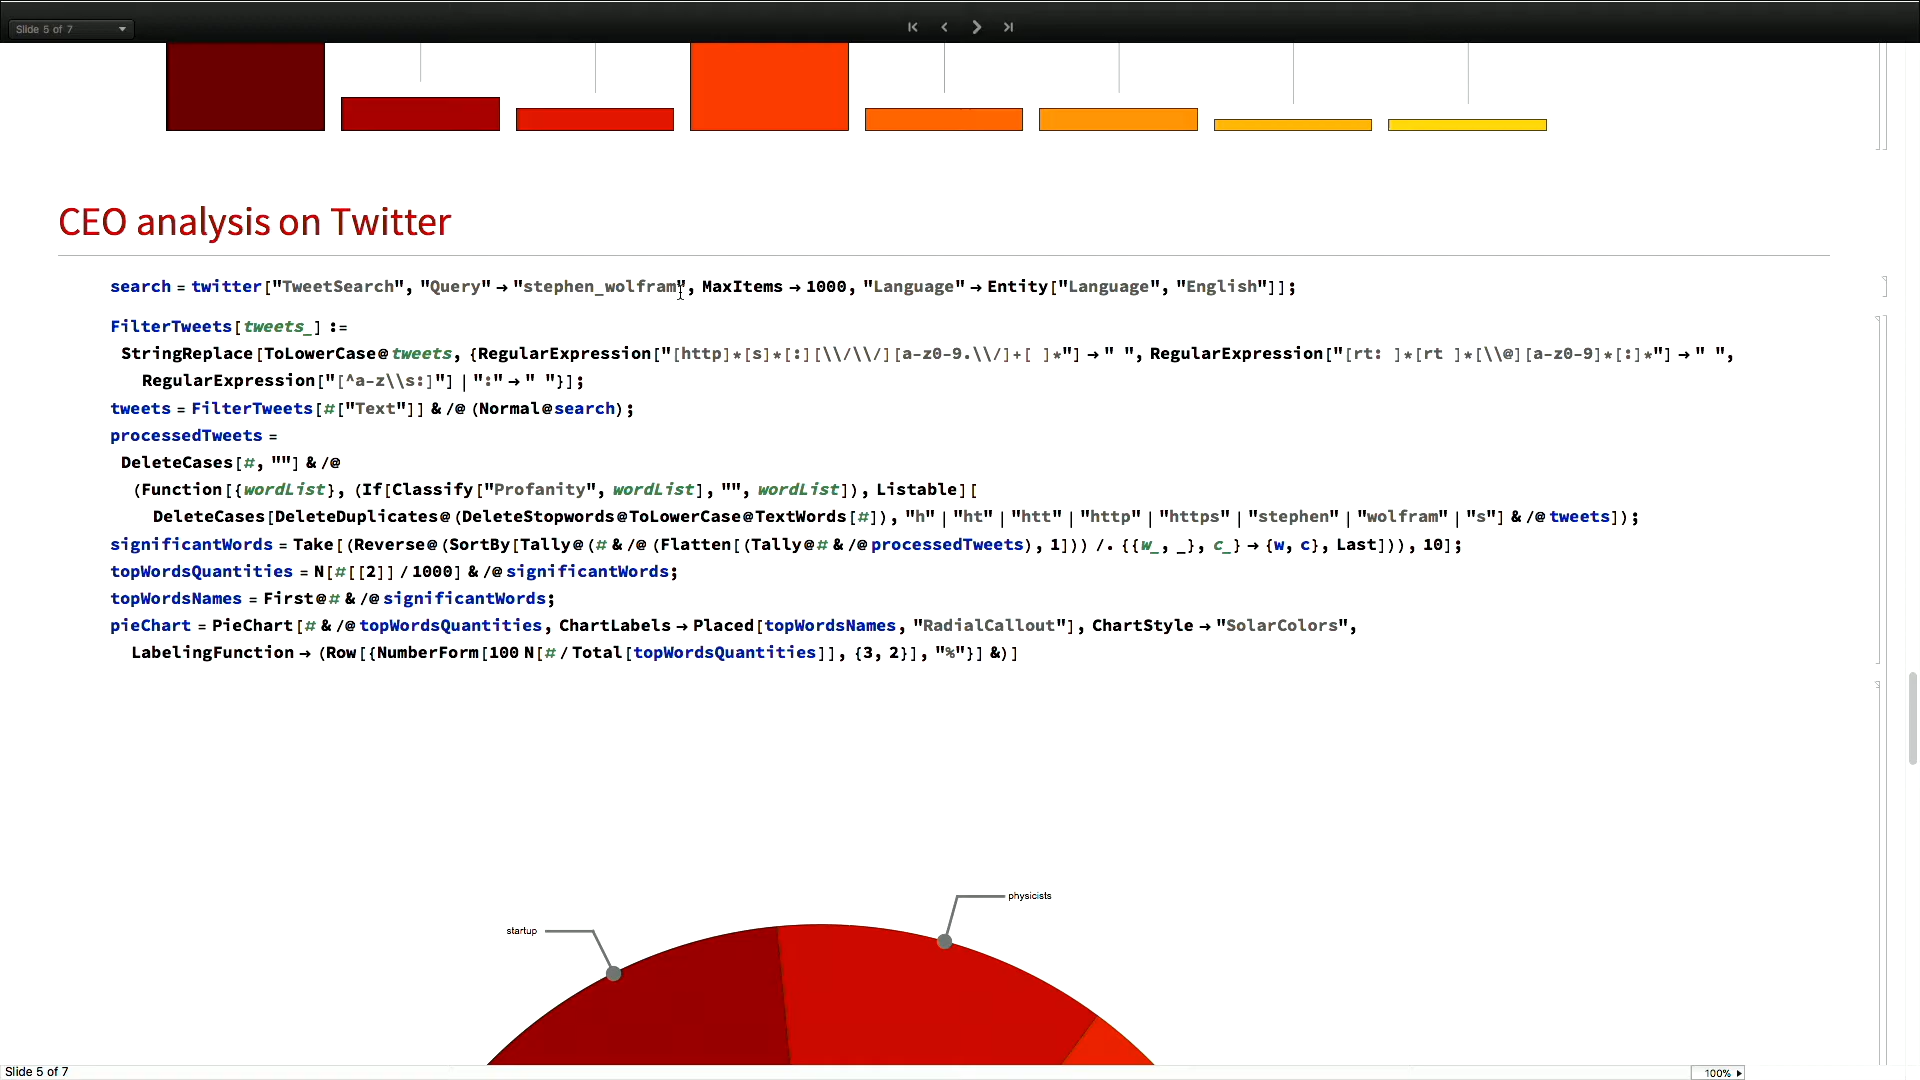 Slide 5 of 7
CEO analysis on Twitter
search = twitter["TweetSearch", "Query" → "stephen_wolfram", MaxItems → 1000, "Language" → Entity["Language", "English"]];
FilterTweets[tweets_] :=
StringReplace[ToLowerCase@tweets, {RegularExpression["[http]*[s]*[:][\\/\\/][a-z0-9.\\/]+[ ]*"] → " ", RegularExpression["[rt: ]*[rt ]*[\\@][a-z0-9]*[:]*"] → " ",
RegularExpression["[^a-z\\s:]"] | ":" → " "}];
tweets = FilterTweets[#["Text"]] & /@ (Normal@search);
processedTweets =
DeleteCases[#, ""] & /@
(Function[{wordList}, (If[Classify["Profanity", wordList], "", wordList]), Listable][
DeleteCases[DeleteDuplicates@(DeleteStopwords@ToLowerCase@TextWords[#]), "h" | "ht" | "htt" | "http" | "https" | "stephen" | "wolfram" | "s"] & /@ tweets]);
significantWords = Take[(Reverse@(SortBy[Tally@(# & /@ (Flatten[(Tally@# & /@ processedTweets), 1])) /. {{w_, _}, c_} → {w, c}, Last])), 10];
topWordsQuantities = N[#[[2]] / 1000] & /@ significantWords;
topWordsNames = First@# & /@ significantWords;
pieChart = PieChart[# & /@ topWordsQuantities, ChartLabels → Placed[topWordsNames, "RadialCallout"], ChartStyle → "SolarColors",
LabelingFunction → (Row[{NumberForm[100 N[# / Total[topWordsQuantities]], {3, 2}], "%"}] &)]
physicists
startup
Slide 5 of 7
100%